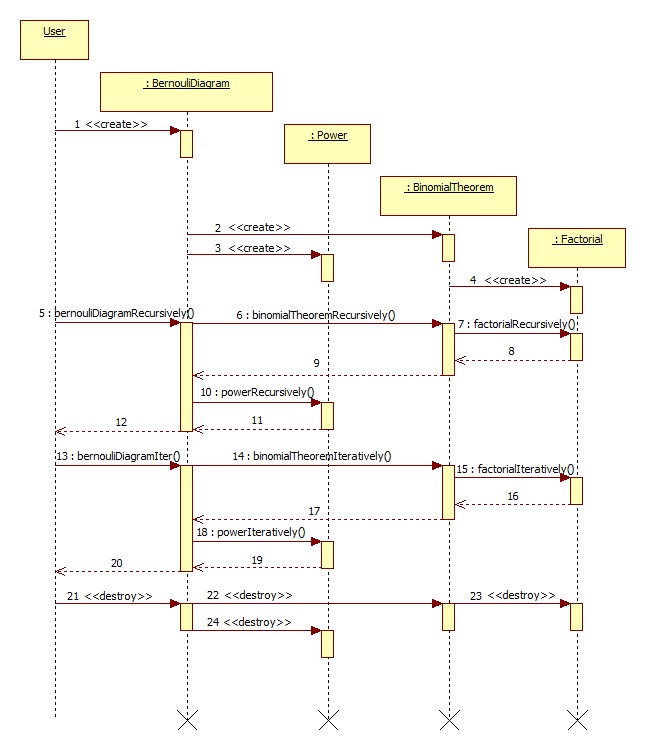 User
: BernouliDiagram
1 <<create>>
: Power
: BinomialTheorem
2 <<create>>
: Factorial
3 <<create>>
4 <<create>>
5 : bernouliDiagramRecursively()
6 : binomialTheoremRecursively()
7 : factorialRecursively()
8
9
10 : powerRecursively()
11
12
13 : bernouliDiagramIter()
14 : binomialTheoremIteratively()
15 : factorialIteratively()
16
17
18 : powerIteratively()
19
20
21 <<destroy>>
22 <<destroy>>
23 <<destroy>>
24 <<destroy>>